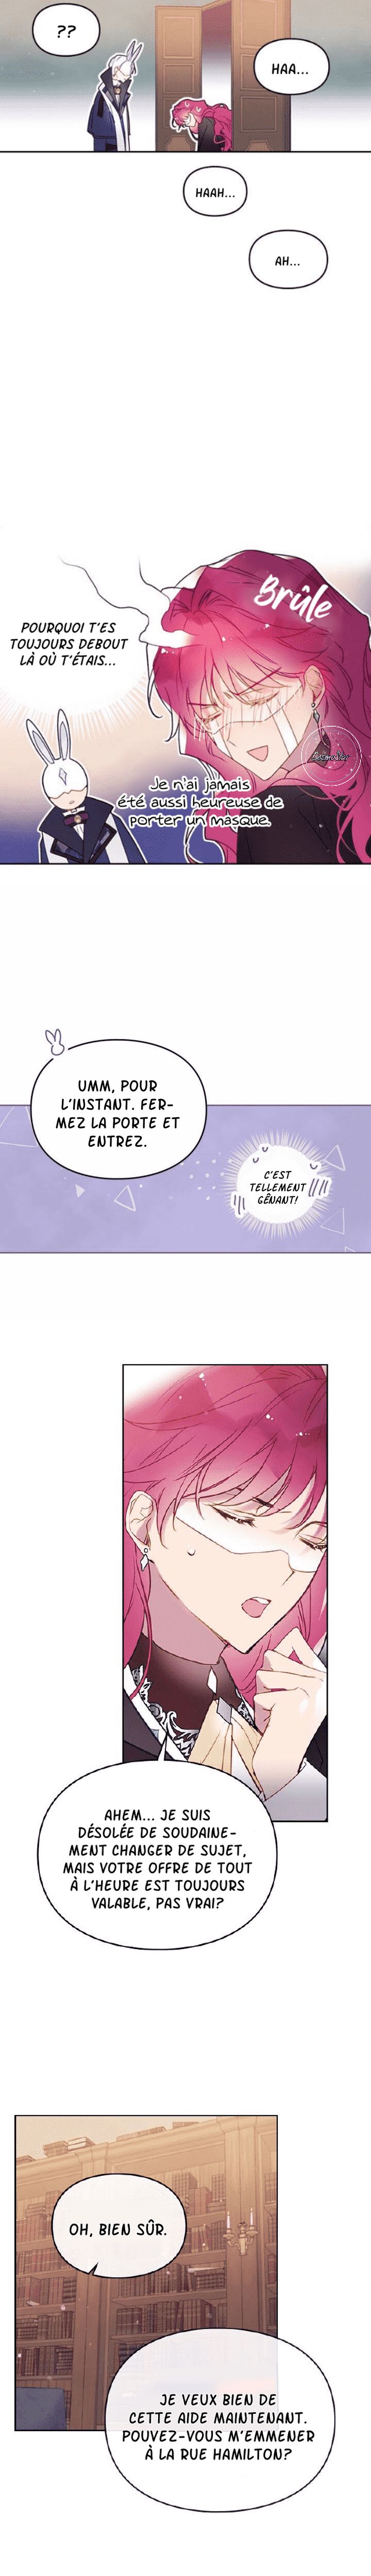 ??
HAA...
HAAH...
AH...
Brûle
POURQUOI T'ES
TOUJOURS DEBOUT
LÀ OÙ T'ÉTAIS...
Je n'ai jamais
été aussi heureuse de
porter un masque.
UMM, POUR
L'INSTANT. FER-
MEZ LA PORTE ET
ENTREZ.
C'EST
TELLEMENT
GÊNANT!
AHEM... JE SUIS
DÉSOLÉE DE SOUDAINE-
MENT CHANGER DE SUJET,
MAIS VOTRE OFFRE DE TOUT
À L'HEURE EST TOUJOURS
VALABLE, PAS VRAI?
OH, BIEN SÛR.
JE VEUX BIEN DE
CETTE AIDE MAINTENANT.
POUVEZ-VOUS M'EMMENER
À LA RUE HAMILTON?